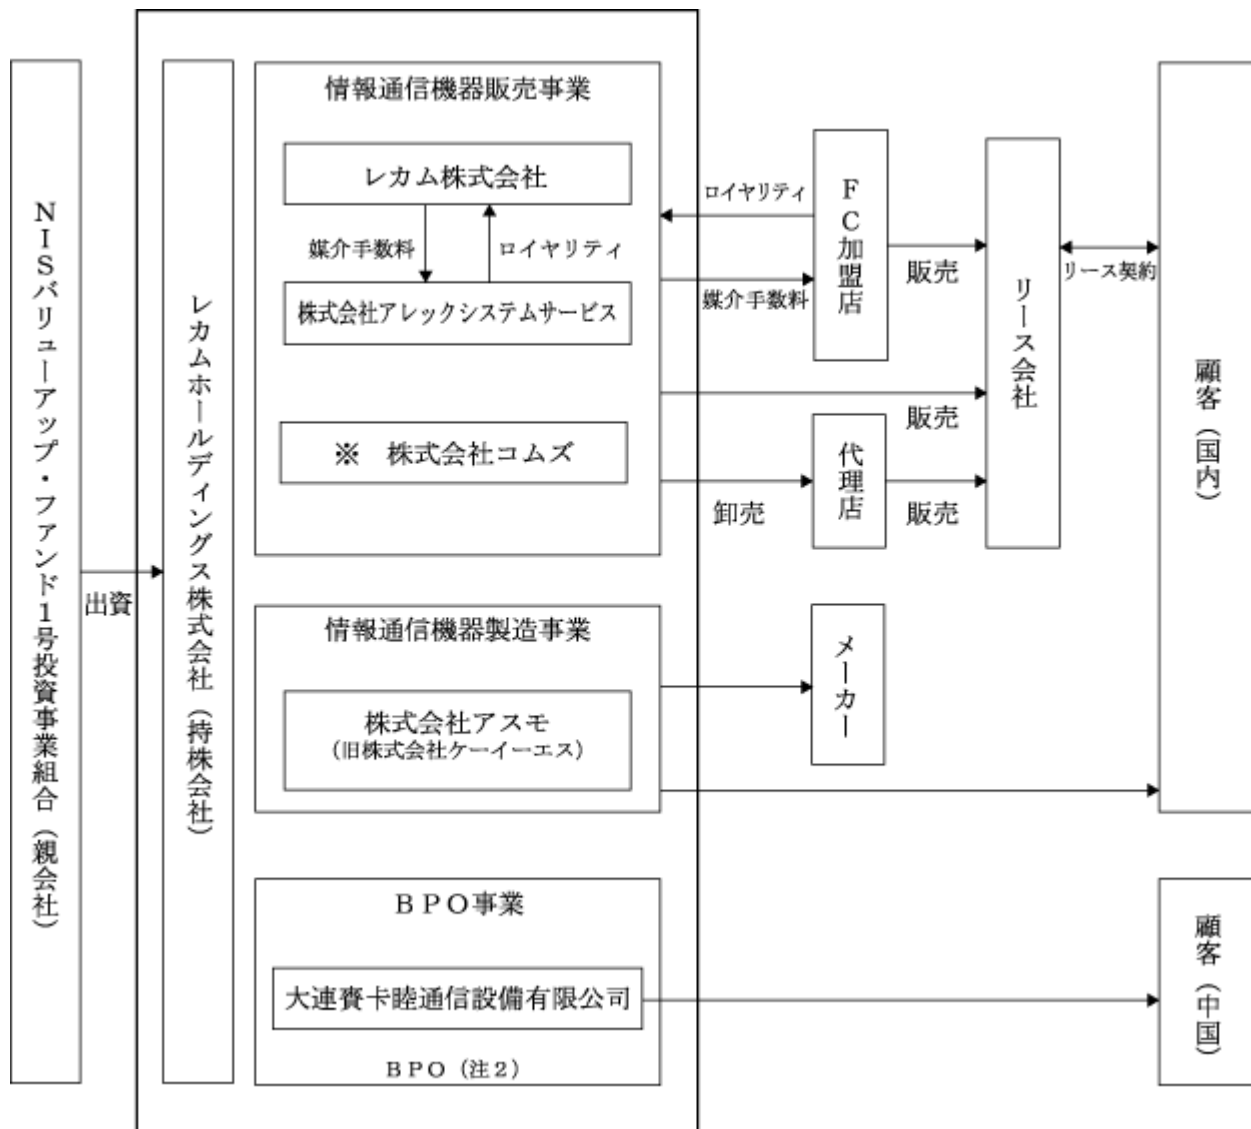 NISバリューアップ・ファンド1号投資事業組合（親会社）
出資
レカムホールディングス株式会社（持株会社）
情報通信機器販売事業
レカム株式会社
媒介手数料
ロイヤリティ
株式会社アレックシステムサービス
※　株式会社コムズ
ロイヤリティ
媒介手数料
FC加盟店
販売
販売
卸売
代理店
販売
リース会社
リース契約
顧客（国内）
情報通信機器製造事業
株式会社アスモ
（旧株式会社ケーイーエス）
メーカー
ＢＰＯ事業
大連賚卡睦通信設備有限公司
ＢＰＯ（注２）
顧客（中国）